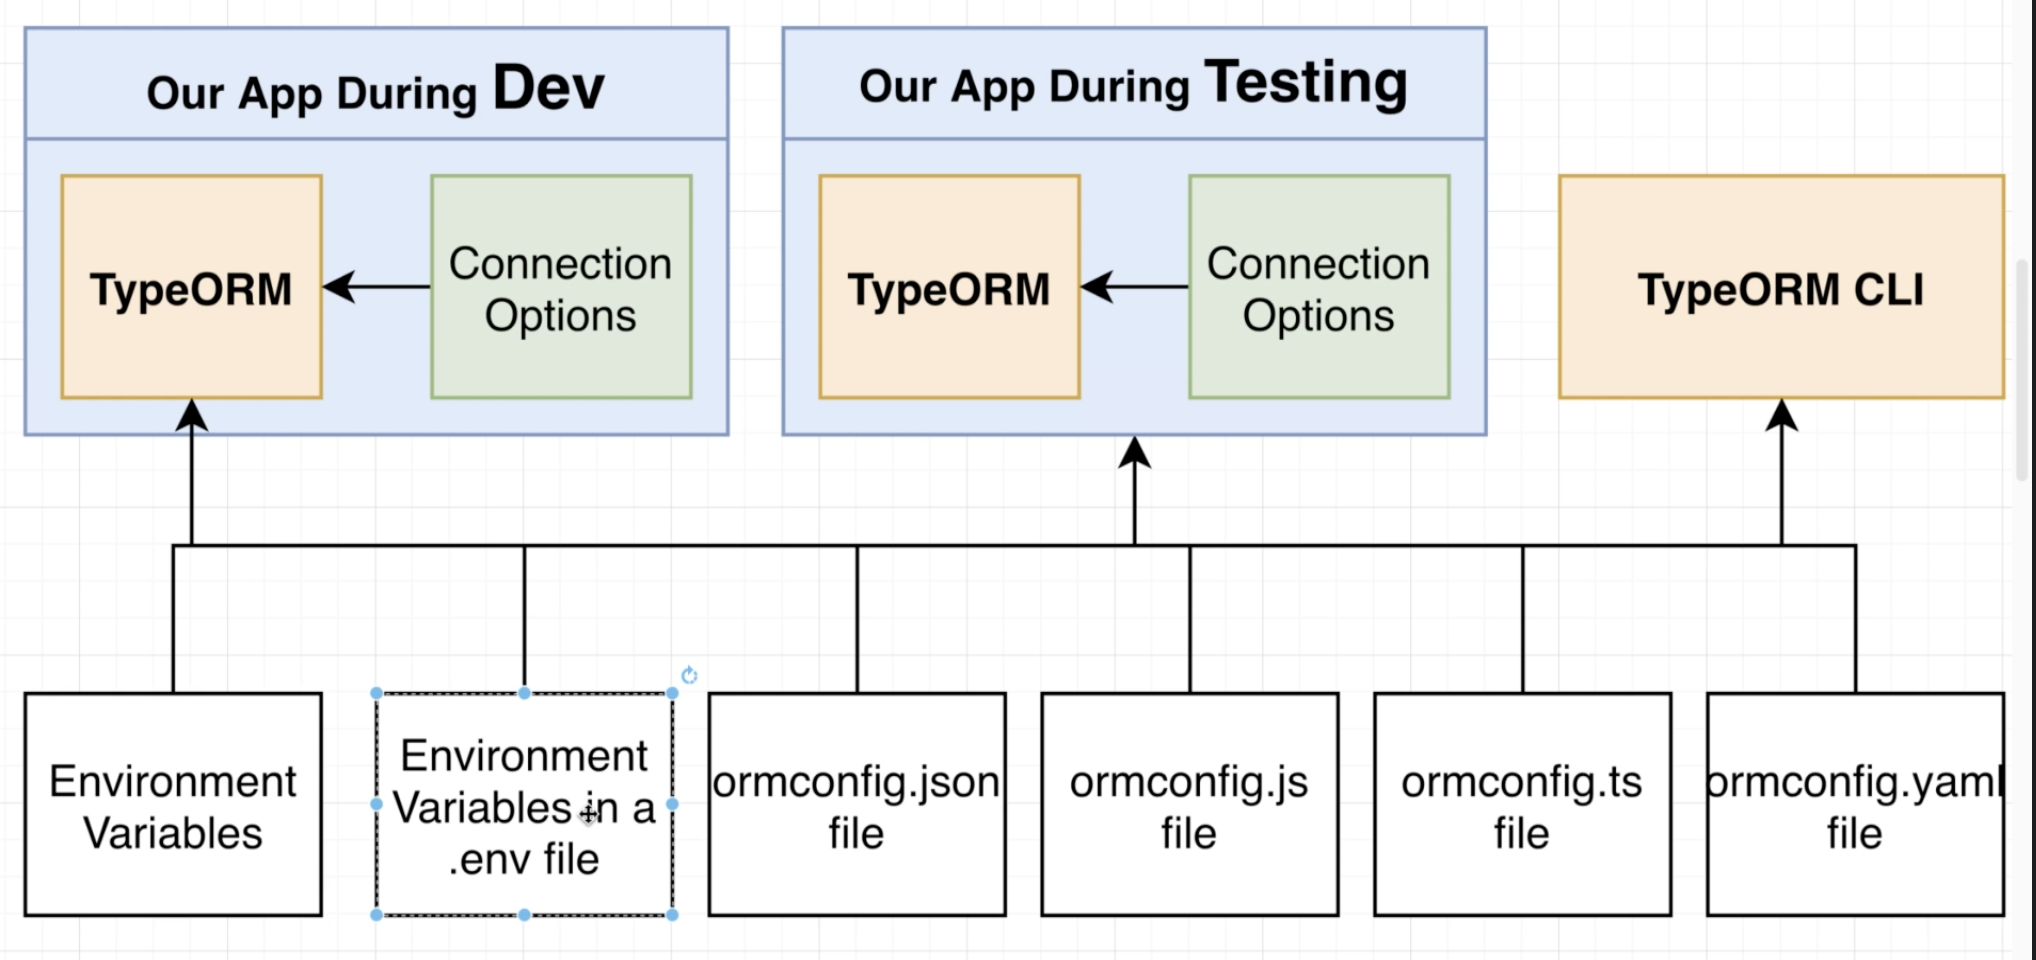 Our App During Dev
Our App During Testing
TypeORM
Connection
Options
TypeORM
Connection
Options
TypeORM CLI
Environment
Variables
Environment
Variables in a
.env file
ormconfig.json
file
ormconfig.js
file
ormconfig.ts
file
ormconfig.yaml
file